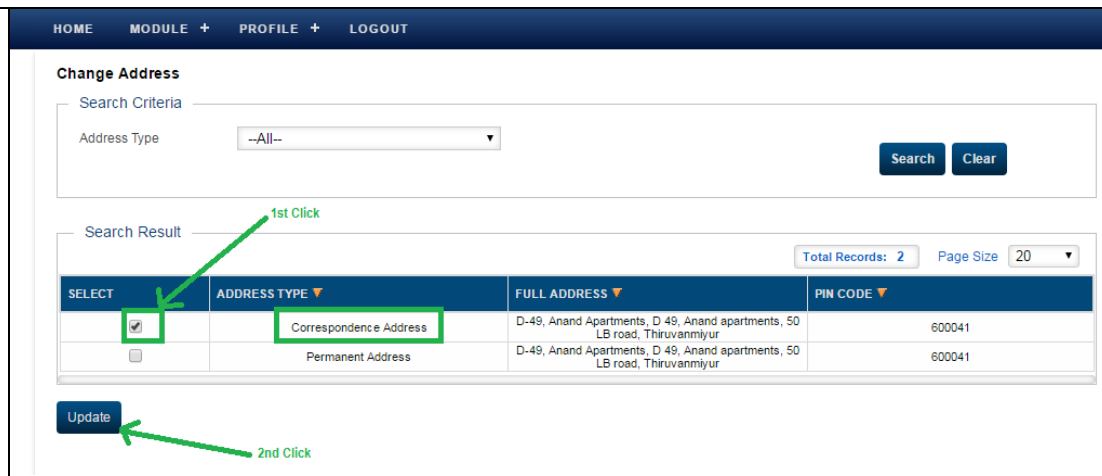 HOME MODULE + PROFILE + LOGOUT
Change Address
Search Criteria
Address Type --All--
Search Clear
1st Click
Search Result
Total Records: 2 Page Size 20
SELECT ADDRESS TYPE FULL ADDRESS PIN CODE
Correspondence Address D-49, Anand Apartments, D 49, Anand apartments, 50 600041
LB road, Thiruvanmiyur
Permanent Address D-49, Anand Apartments, D 49, Anand apartments, 50 600041
LB road, Thiruvanmiyur
Update
2nd Click